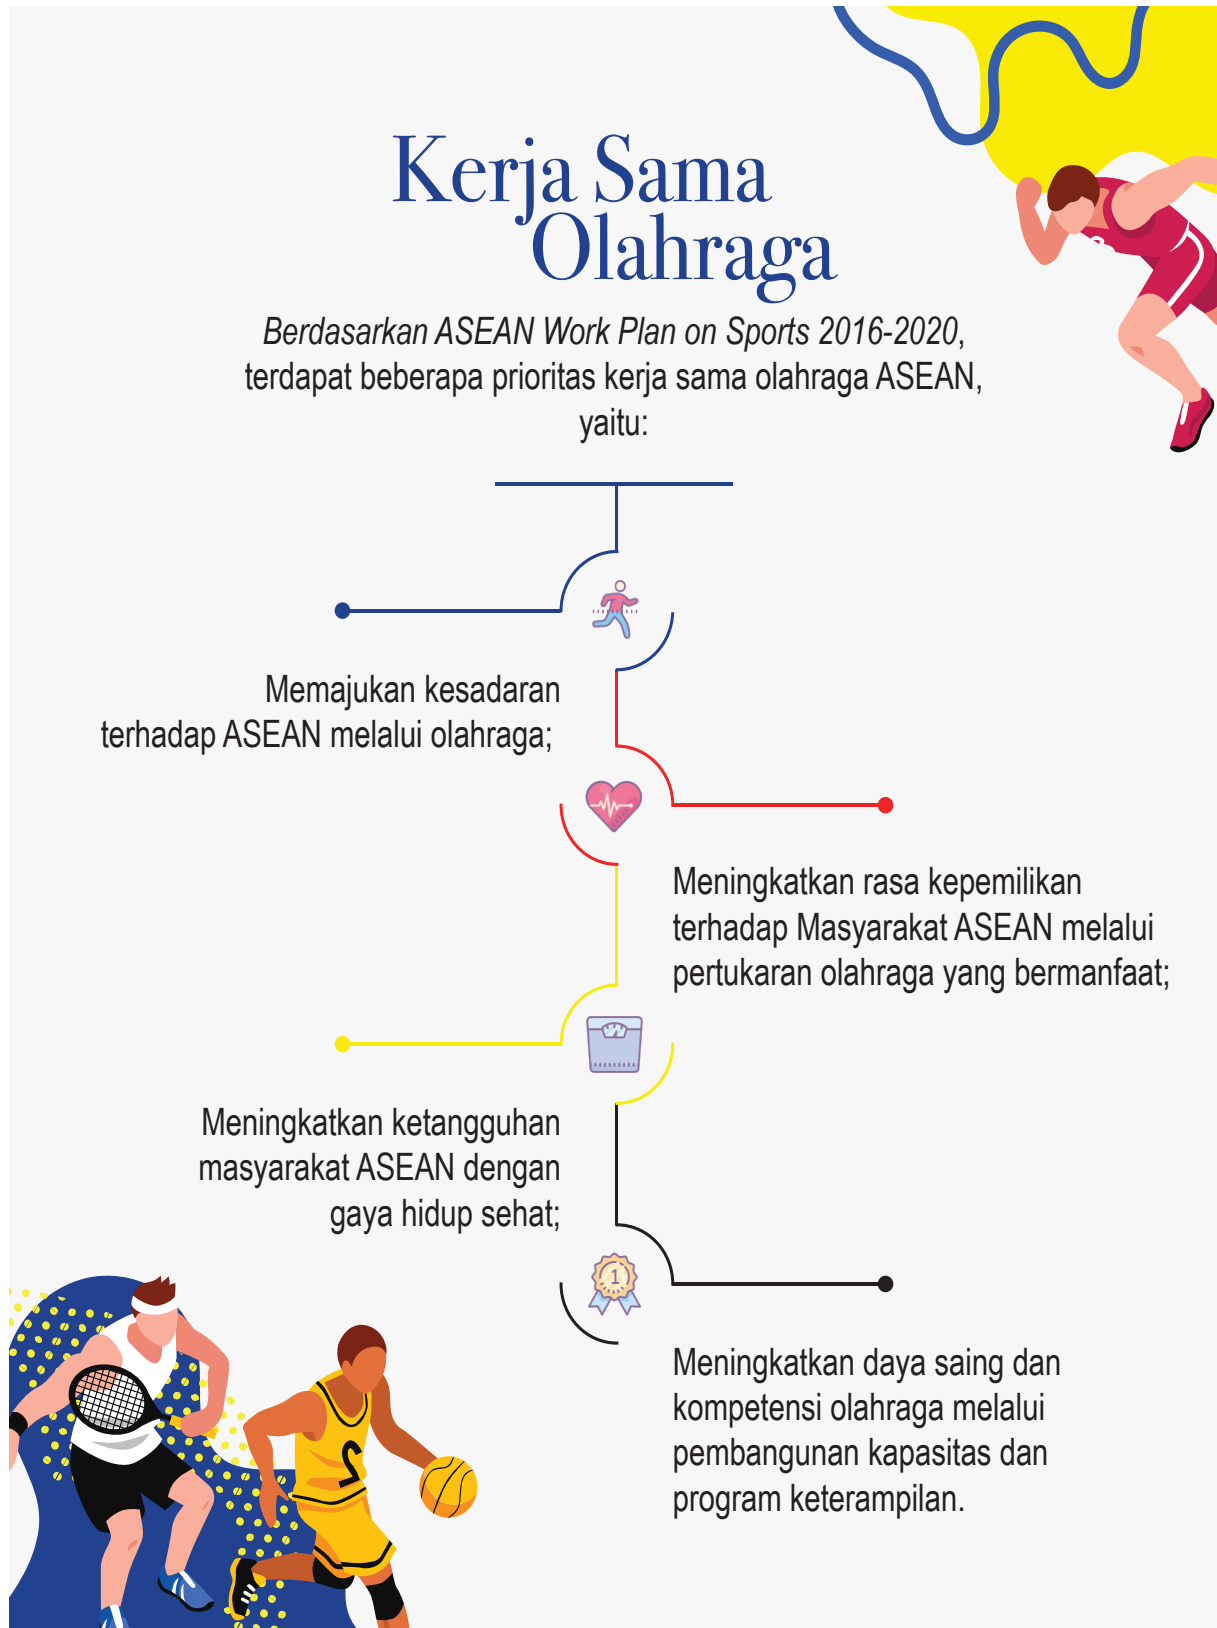 Kerja Sama
Olahraga
Berdasarkan ASEAN Work Plan on Sports 2016-2020,
terdapat beberapa prioritas kerja sama olahraga ASEAN,
yaitu:
Memajukan kesadaran
terhadap ASEAN melalui olahraga;
Meningkatkan rasa kepemilikan
terhadap Masyarakat ASEAN melalui
pertukaran olahraga yang bermanfaat;
Meningkatkan ketangguhan
masyarakat ASEAN dengan
gaya hidup sehat;
1
Meningkatkan daya saing dan
kompetensi olahraga melalui
pembangunan kapasitas dan
program keterampilan.
2